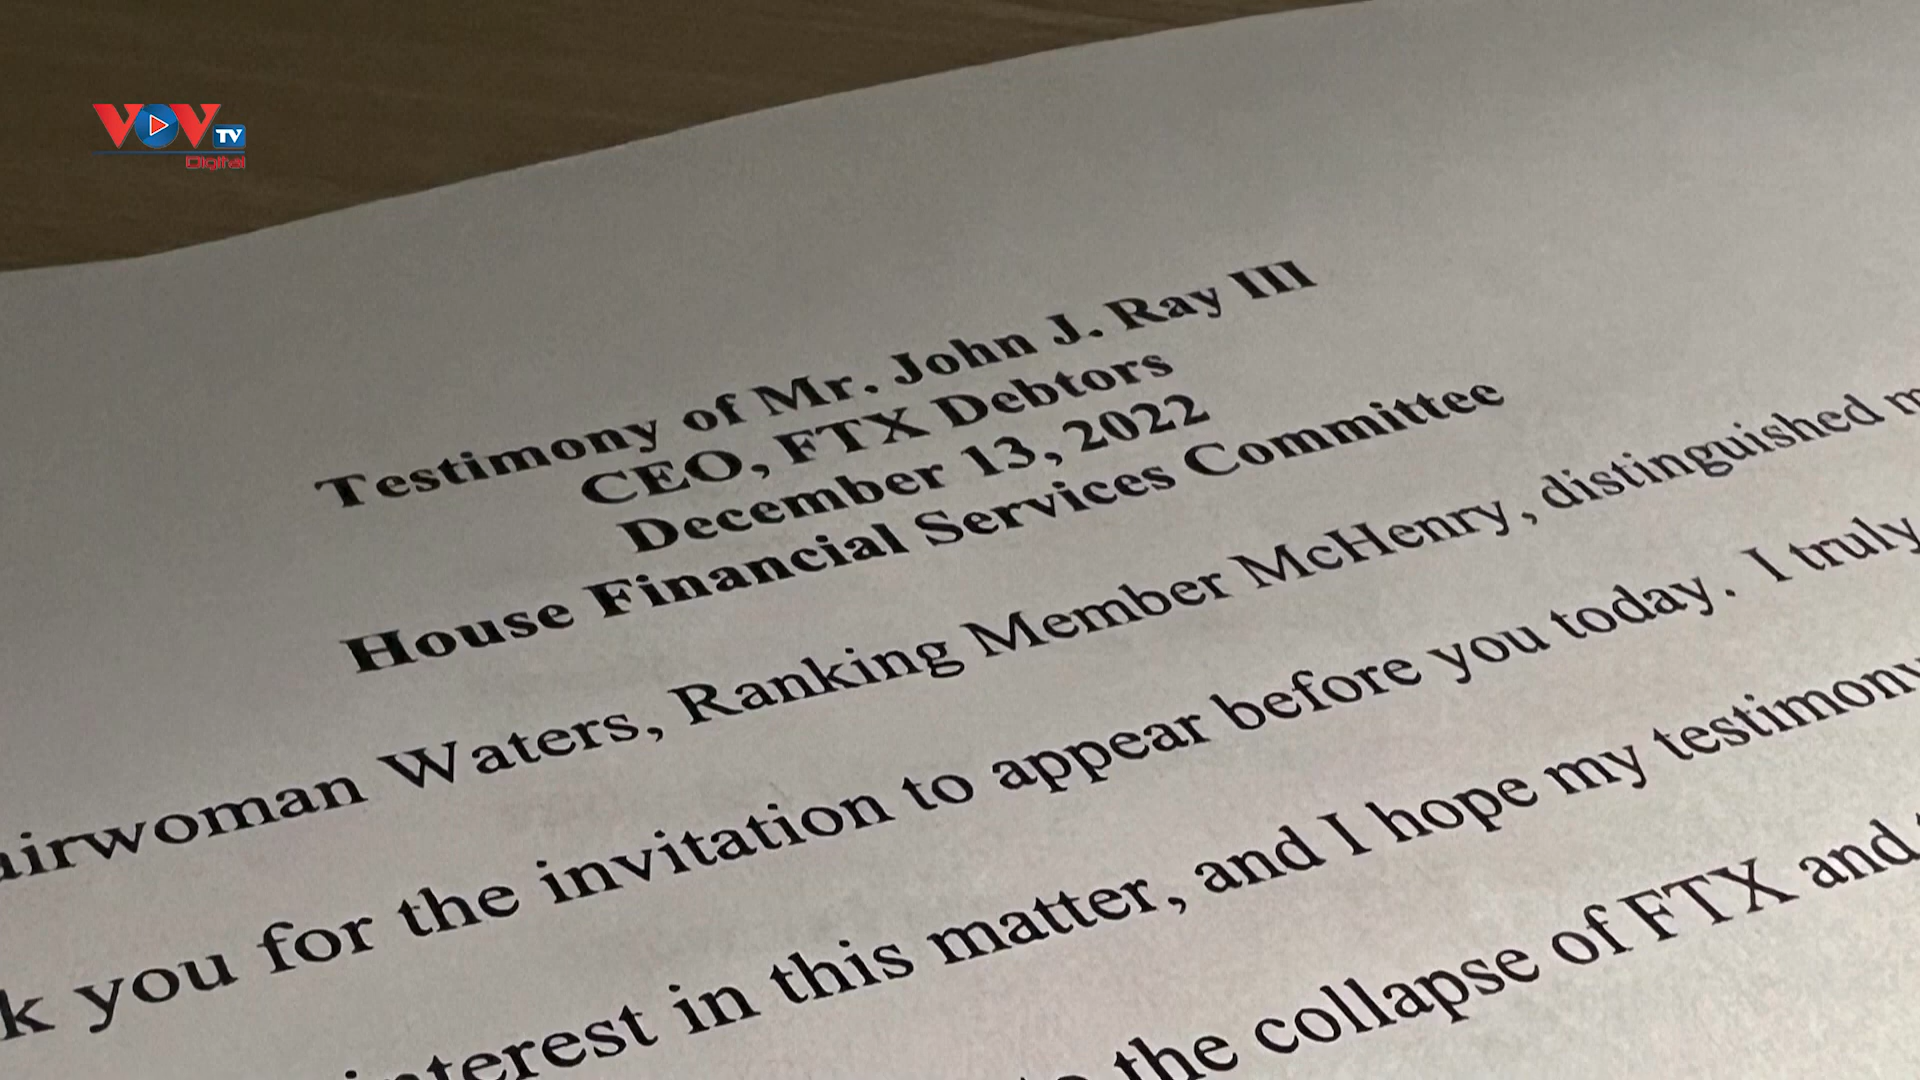 VOV TV
Digital
Testimony of Mr. John J. Ray III
CEO, FTX Debtors
December 13, 2022
House Financial Services Committee
airwoman Waters, Ranking Member McHenry, distinguished m
k you for the invitation to appear before you today. I truly
interest in this matter, and I hope my testimony
the collapse of FTX and